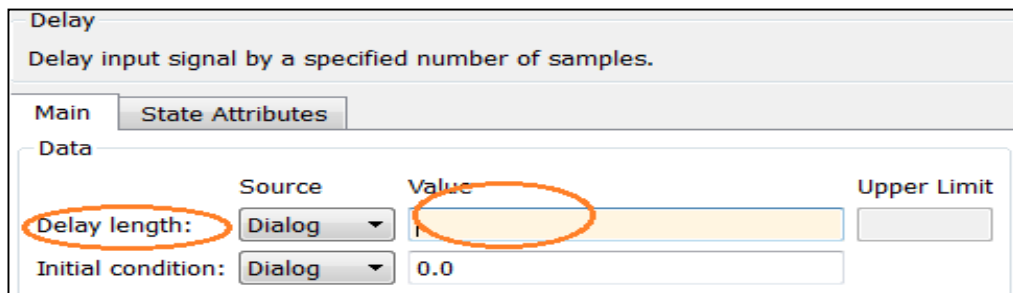 Delay
Delay input signal by a specified number of samples.
Main State Attributes
Data
Source Value Upper Limit
Delay length: Dialog
Initial condition: Dialog 0.0